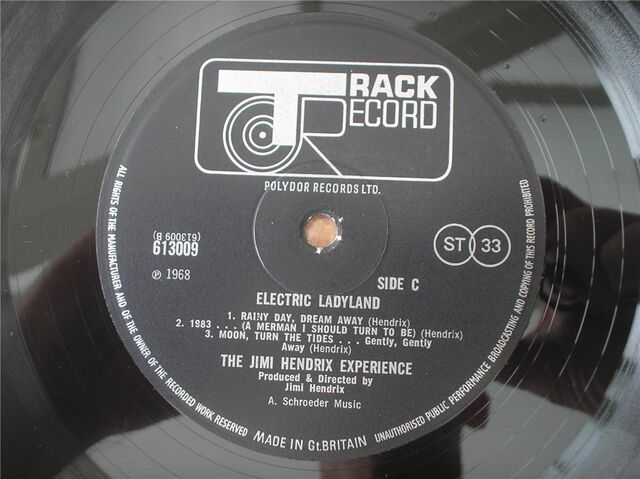 TRACK
RECORD
POLYDOR RECORDS LTD.
(613009 B)
613009
ST 33
℗ 1968
SIDE C
ELECTRIC LADYLAND
1. RAINY DAY, DREAM AWAY (Hendrix)
2. 1983 . . . (A MERMAN I SHOULD TURN TO BE) (Hendrix)
3. MOON, TURN THE TIDES . . . Gently, Gently
Away (Hendrix)
THE JIMI HENDRIX EXPERIENCE
Produced & Directed by
Jimi Hendrix
A. Schroeder Music
ALL RIGHTS OF THE MANUFACTURER AND OF THE OWNER OF THE RECORDED WORK RESERVED
MADE IN Gt.BRITAIN
UNAUTHORISED PUBLIC PERFORMANCE BROADCASTING AND COPYING OF THIS RECORD PROHIBITED